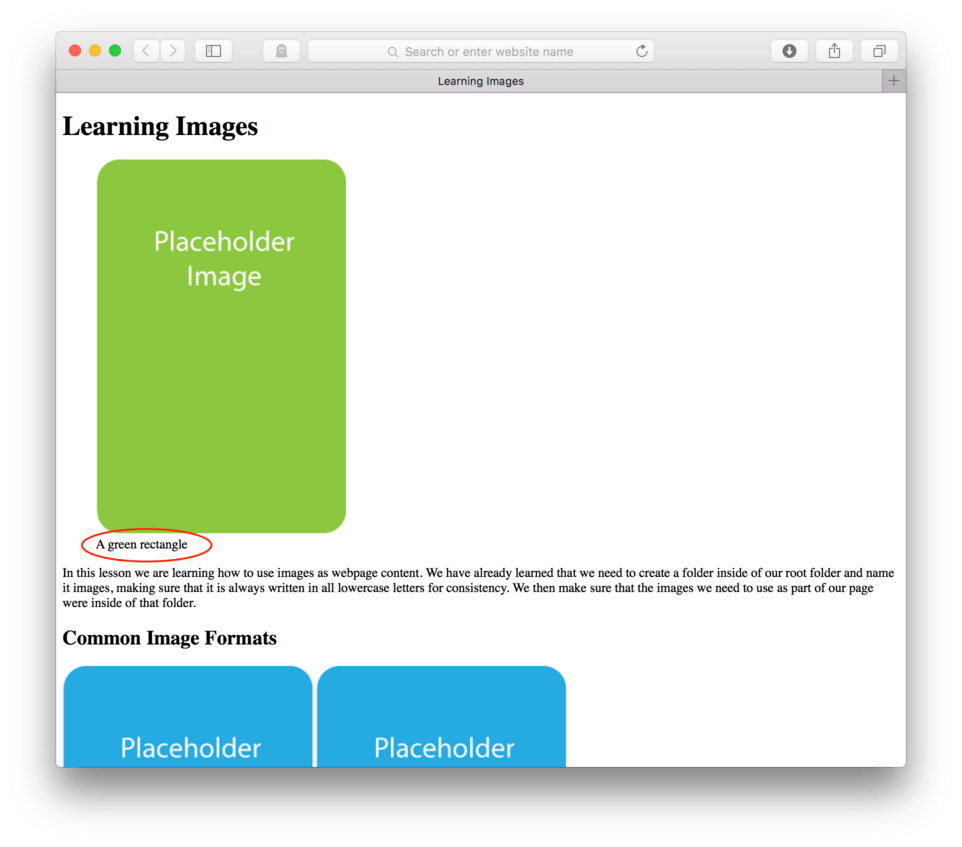 Search or enter website name
Learning Images
Learning Images
Placeholder
Image
A green rectangle
In this lesson we are learning how to use images as webpage content. We have already learned that we need to create a folder inside of our root folder and name
it images, making sure that it is always written in all lowercase letters for consistency. We then make sure that the images we need to use as part of our page
were inside of that folder.
Common Image Formats
Placeholder
Placeholder